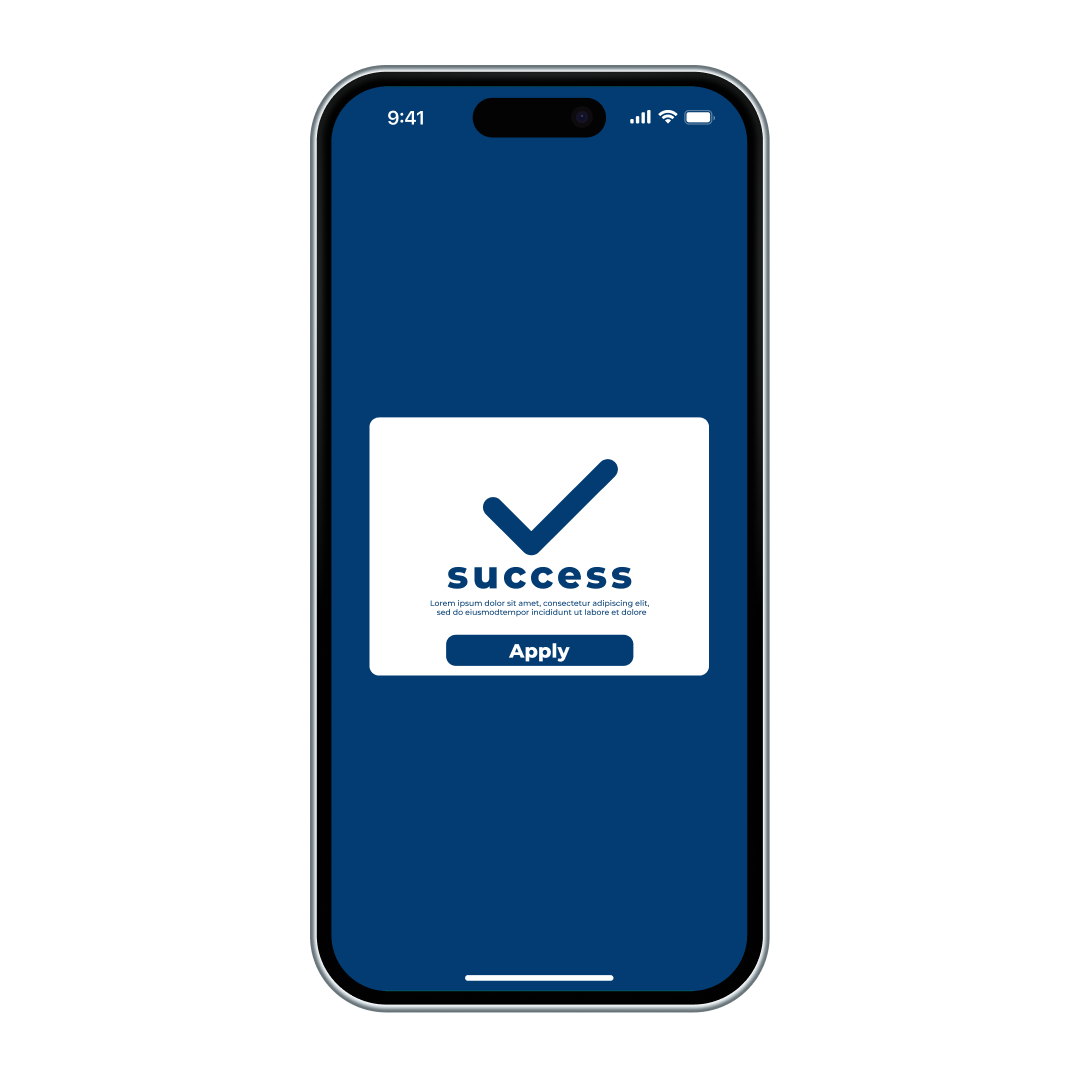 9:41
success
Lorem ipsum dolor sit amet, consectetur adipiscing elit,
sed do eiusmodtempor incididunt ut labore et dolore
Apply